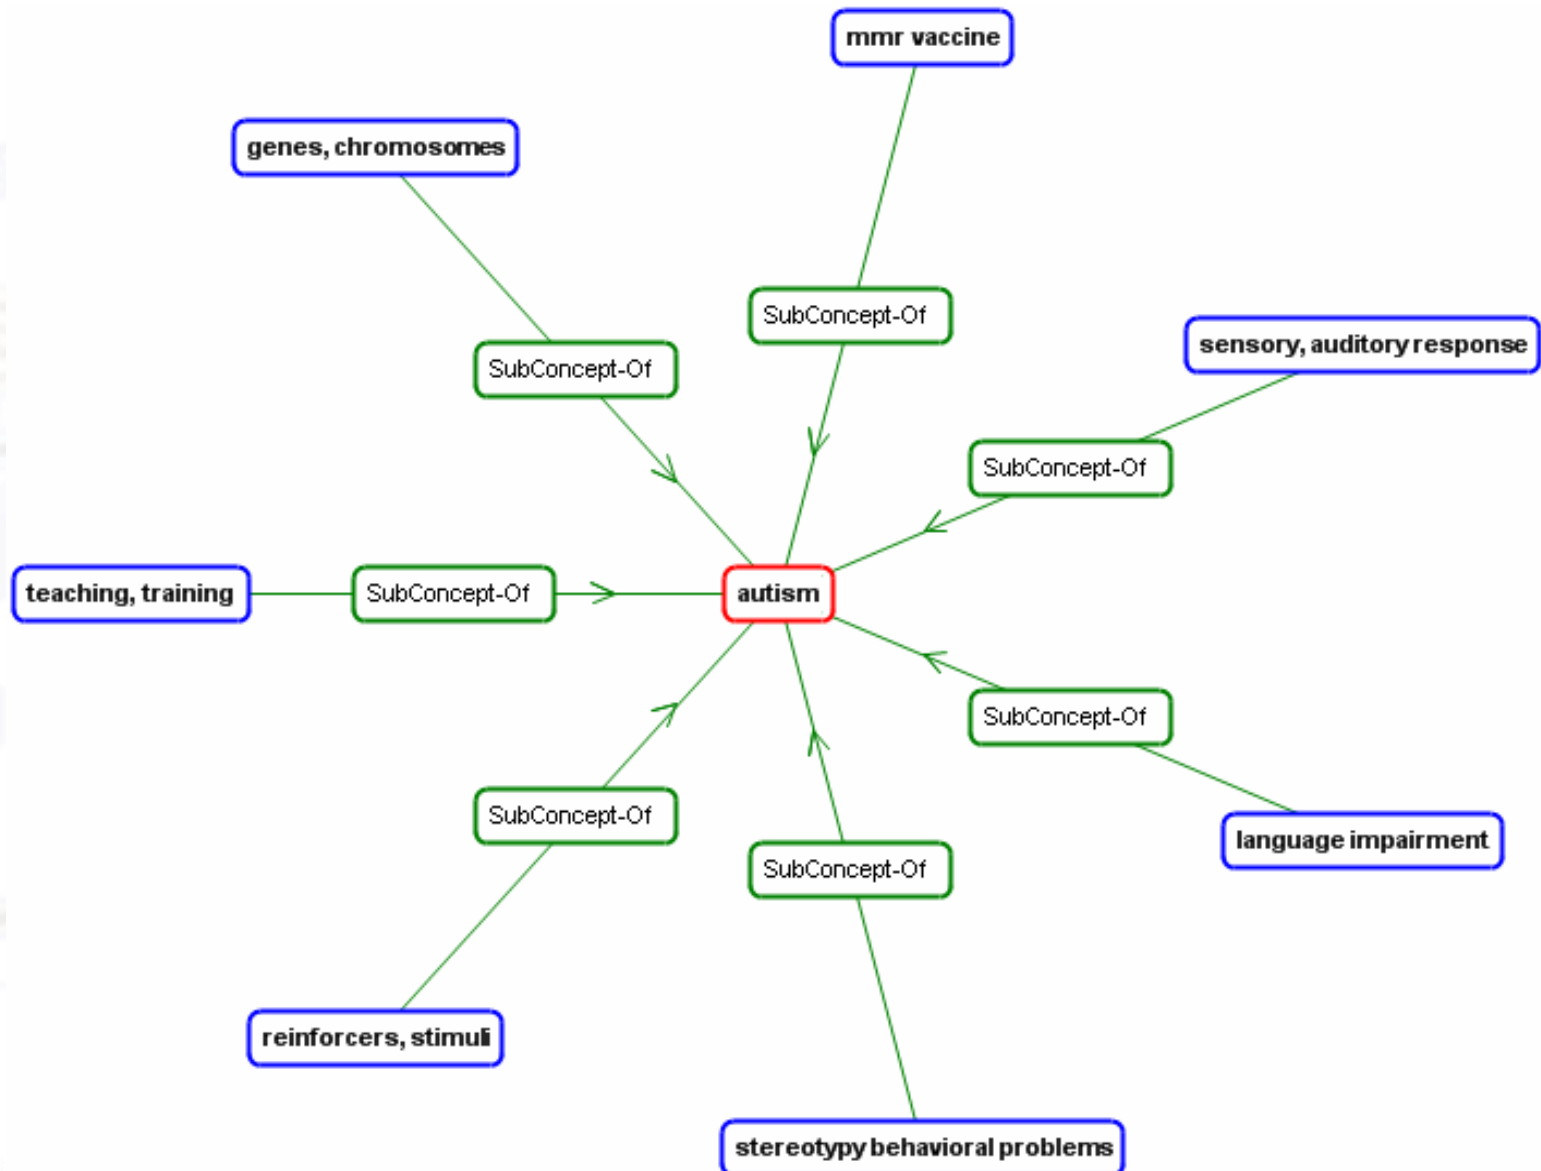 mmr vaccine
genes, chromosomes
SubConcept-Of
sensory, auditory response
SubConcept-Of
SubConcept-Of
teaching, training
SubConcept-Of
autism
SubConcept-Of
SubConcept-Of
language impairment
SubConcept-Of
reinforcers, stimuli
stereotypy behavioral problems